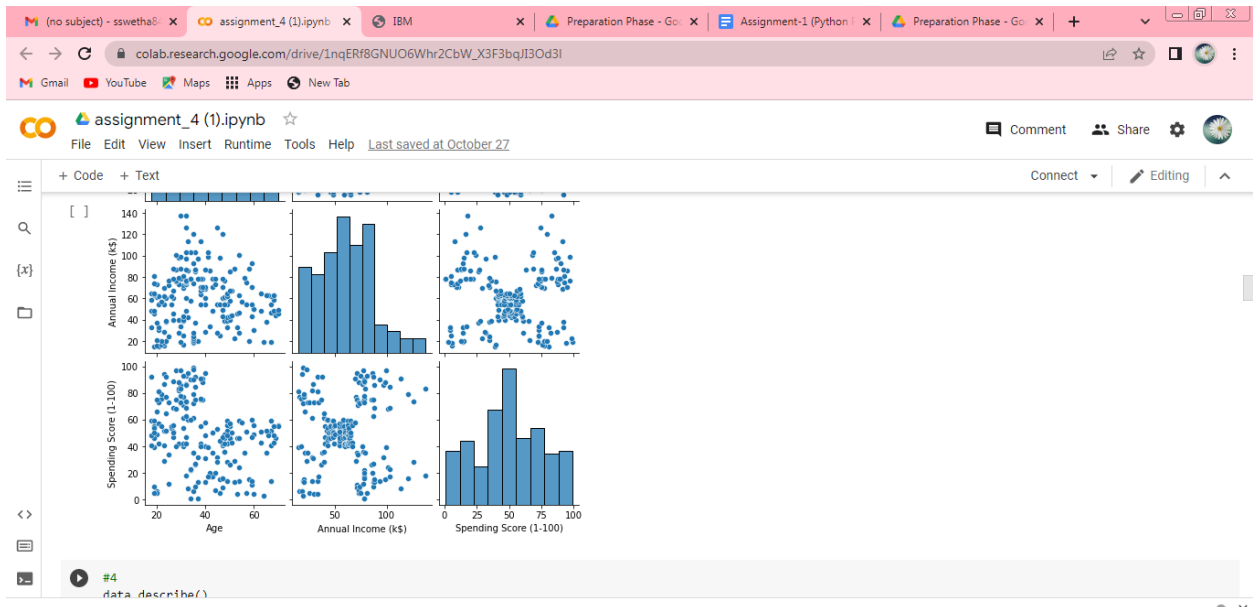 (no subject) - sswetha8 assignment_4 (1).ipynb IBM Preparation Phase - Goo Assignment-1 (Python Preparation Phase - Goo
colab.research.google.com/drive/1nqERf8GNUO6Whr2CbW_X3F3bqJI3Od3I
Gmail YouTube Maps Apps New Tab
CO assignment_4 (1).ipynb
File Edit View Insert Runtime Tools Help Last saved at October 27
Comment Share
+ Code + Text Connect Editing
[ ]
{x}
140
120
100
80
60
40
20
Annual Income (k$)
100
80
60
40
20
0
Spending Score (1-100)
20 40 60 50 100 0 25 50 75 100
Age Annual Income (k$) Spending Score (1-100)
<>
#4
data.describe()